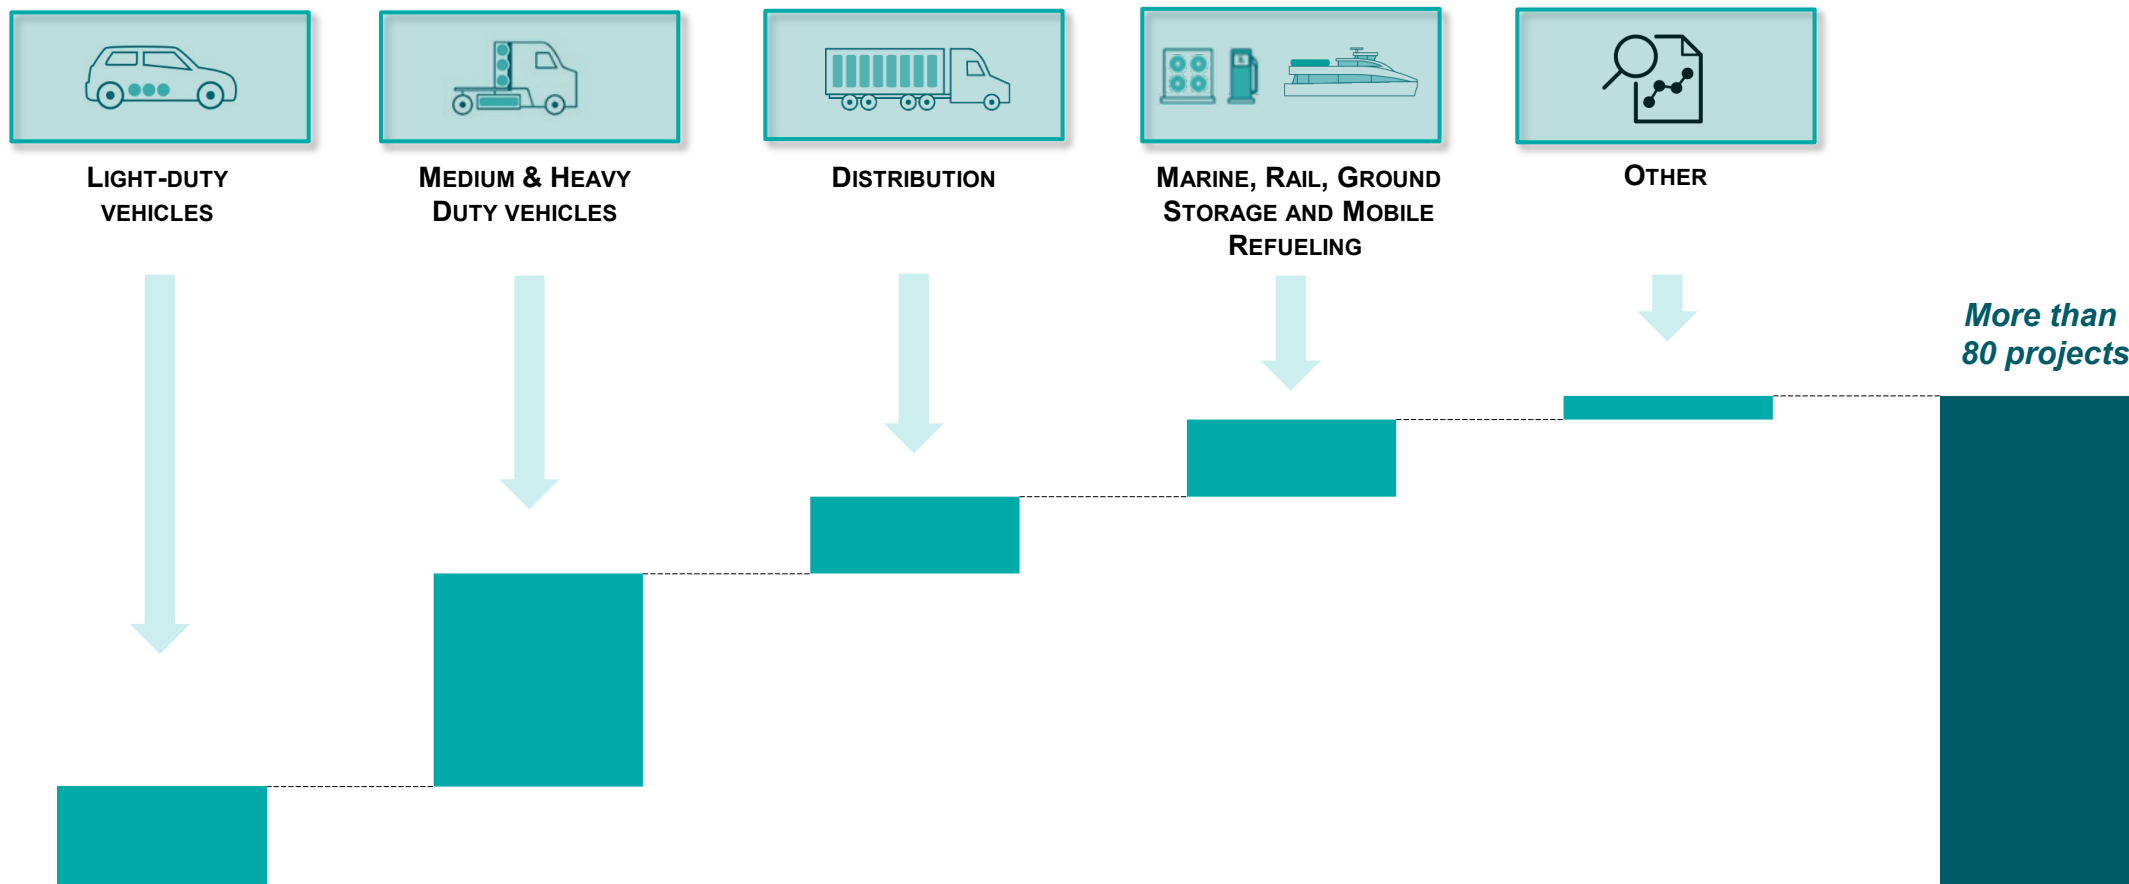 LIGHT-DUTY
VEHICLES
MEDIUM & HEAVY
DUTY VEHICLES
DISTRIBUTION
MARINE, RAIL, GROUND
STORAGE AND MOBILE
REFUELING
OTHER
More than
80 projects